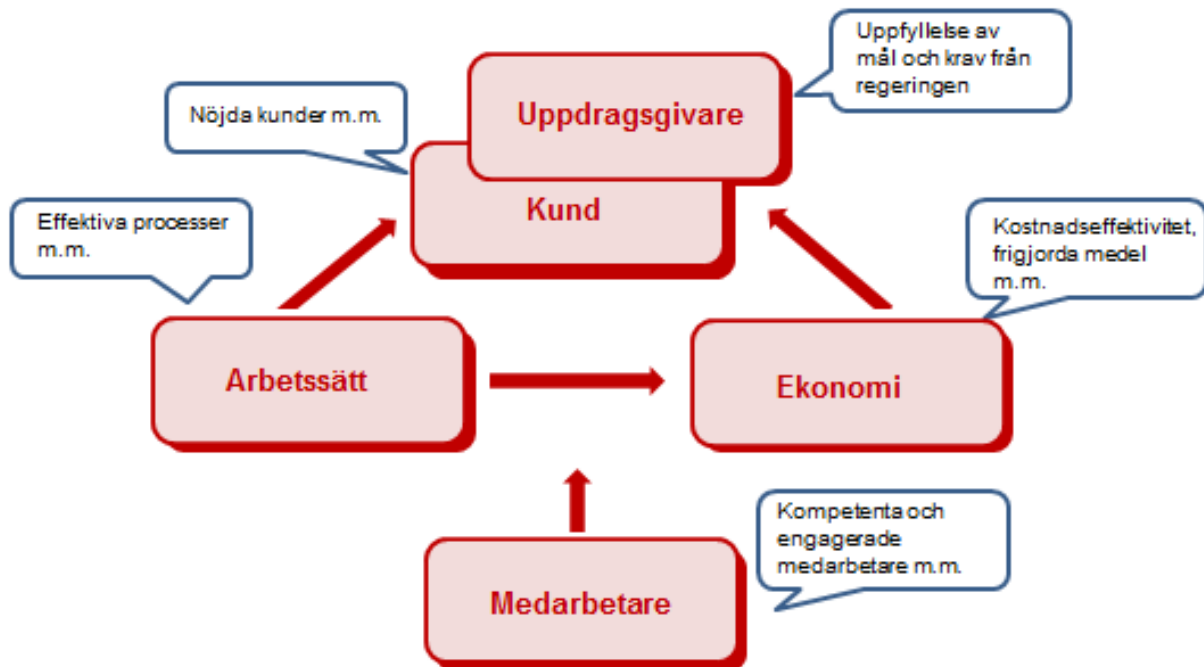 Uppfyllelse av
mål och krav från
regeringen
Uppdragsgivare
Nöjda kunder m.m.
Kund
Effektiva processer
m.m.
Kostnadseffektivitet,
frigjorda medel
m.m.
Arbetssätt
Ekonomi
Kompetenta och
engagerade
medarbetare m.m.
Medarbetare